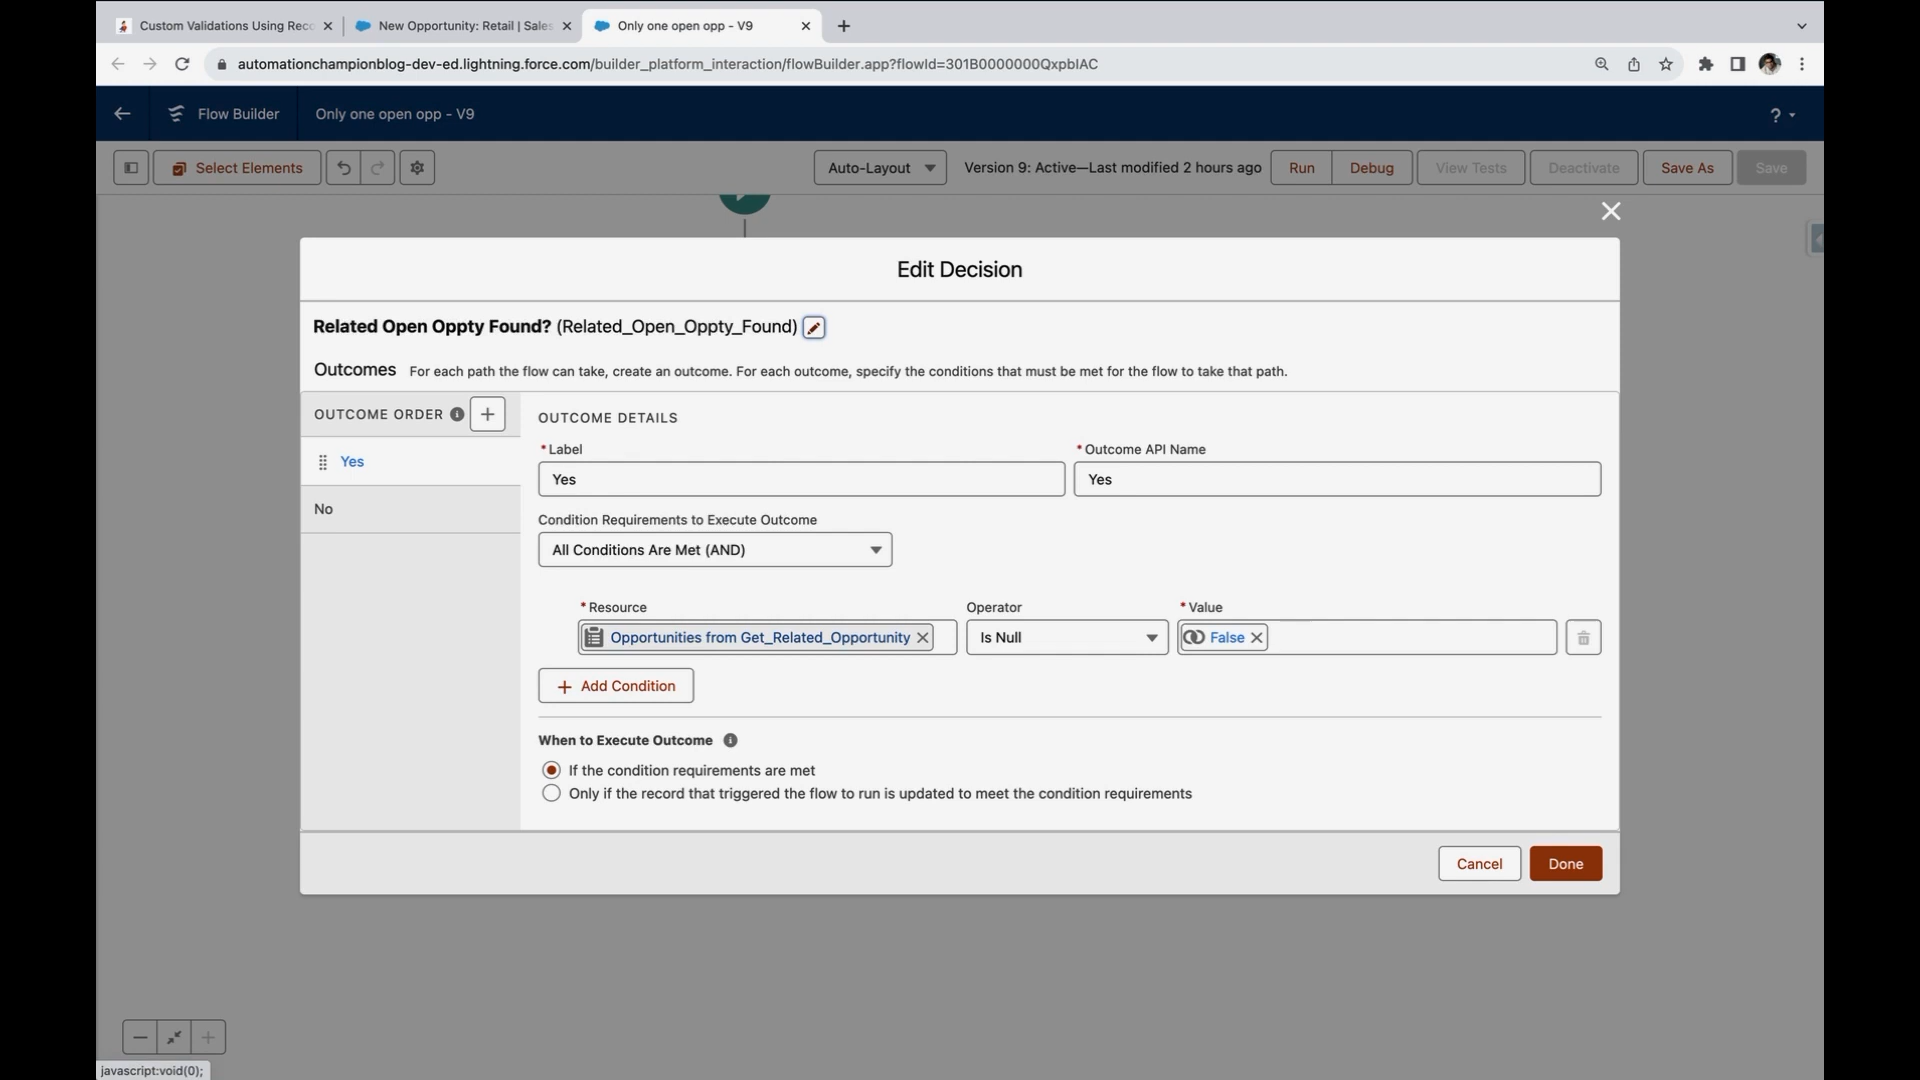 Custom Validations Using Reco
New Opportunity: Retail | Sales
Only one open opp - V9
automationchampionblog-dev-ed.lightning.force.com/builder_platform_interaction/flowBuilder.app?flowId=301B0000000QxpbIAC
Flow Builder
Only one open opp - V9
?
Select Elements
Auto-Layout
Version 9: Active—Last modified 2 hours ago
Run
Debug
View Tests
Deactivate
Save As
Save
Edit Decision
Related Open Oppty Found? (Related_Open_Oppty_Found)
Outcomes For each path the flow can take, create an outcome. For each outcome, specify the conditions that must be met for the flow to take that path.
OUTCOME ORDER
Yes
No
OUTCOME DETAILS
* Label
Yes
* Outcome API Name
Yes
Condition Requirements to Execute Outcome
All Conditions Are Met (AND)
* Resource
Opportunities from Get_Related_Opportunity
Operator
Is Null
* Value
False
+ Add Condition
When to Execute Outcome
If the condition requirements are met
Only if the record that triggered the flow to run is updated to meet the condition requirements
Cancel
Done
javascript:void(0);